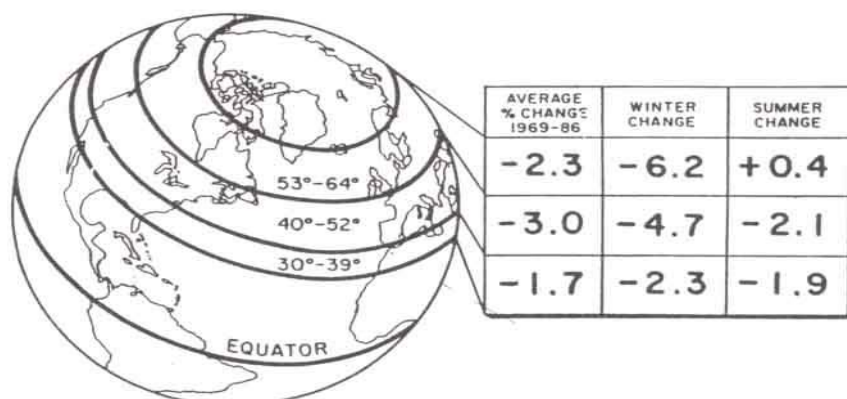 53°-64°
40°-52°
30°-39°
EQUATOR
AVERAGE
% CHANGE
1969-86
WINTER
CHANGE
SUMMER
CHANGE
-2.3 -6.2 +0.4
-3.0 -4.7 -2.1
-1.7 -2.3 -1.9